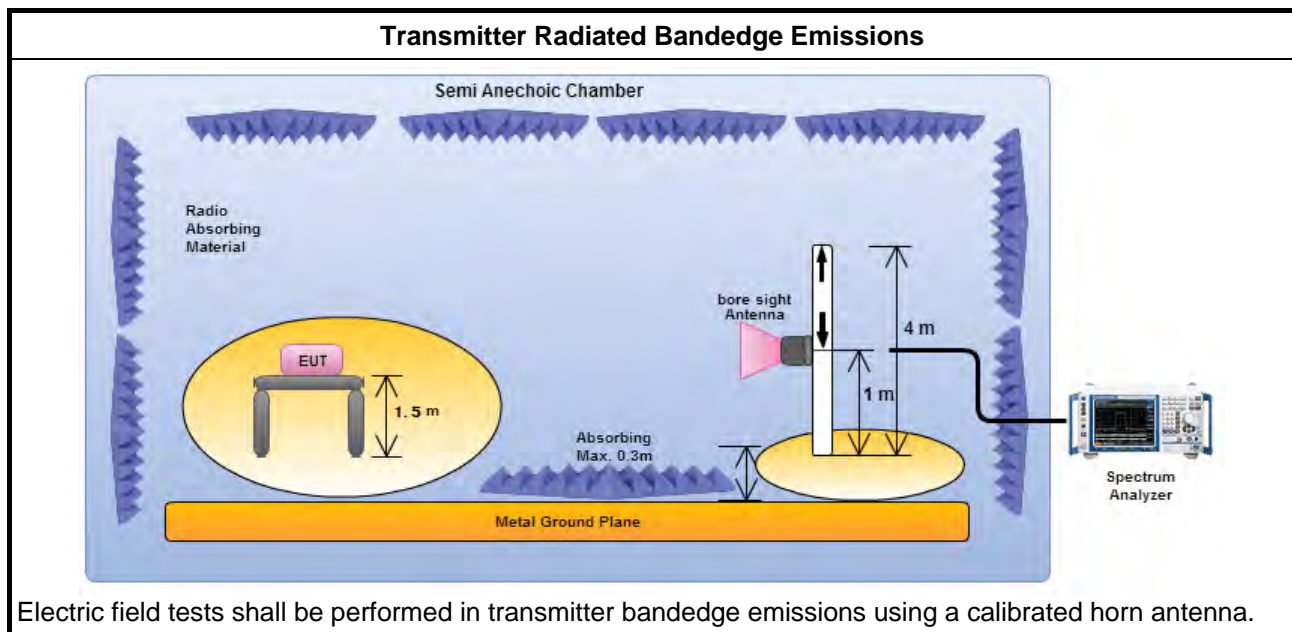 Transmitter Radiated Bandedge Emissions
Semi Anechoic Chamber
Radio
Absorbing
Material
bore sight
Antenna
4 m
EUT
1.5 m
1 m
Absorbing
Max. 0.3m
Spectrum
Analyzer
Metal Ground Plane
Electric field tests shall be performed in transmitter bandedge emissions using a calibrated horn antenna.